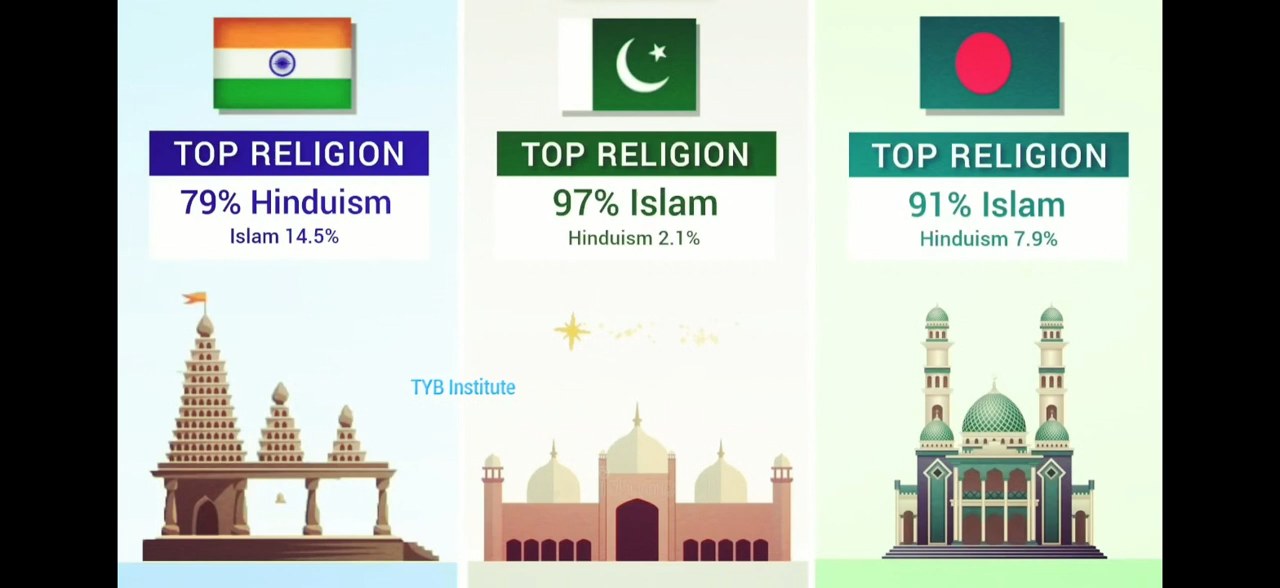 TOP RELIGION
79% Hinduism
Islam 14.5%
TOP RELIGION
97% Islam
Hinduism 2.1%
TOP RELIGION
91% Islam
Hinduism 7.9%
TYB Institute